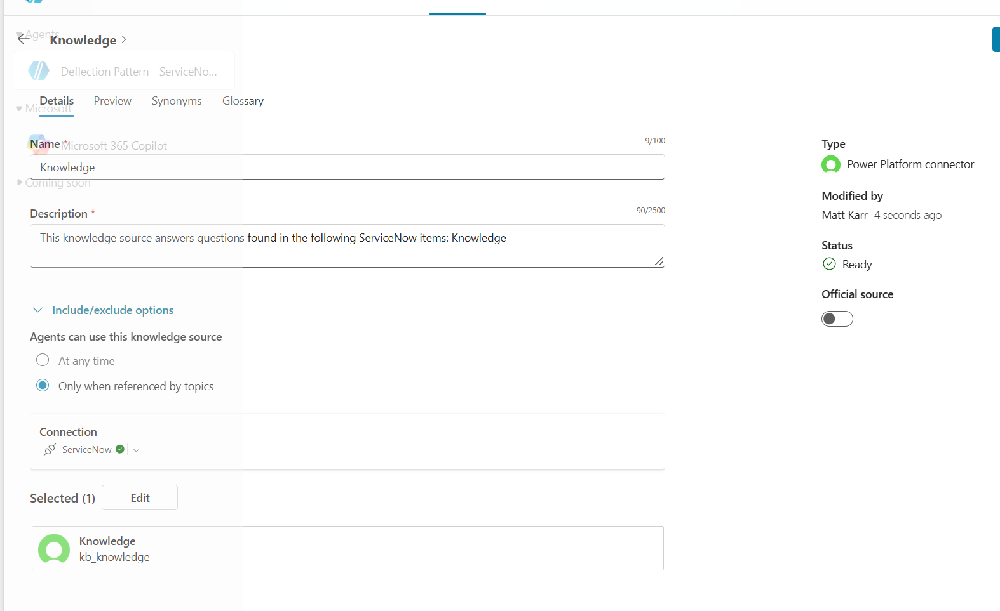 Agents
Knowledge
Deflection Pattern - ServiceNo...
Details Preview Synonyms Glossary
Microsoft
Name * 9/100
Microsoft 365 Copilot
Knowledge
Coming soon
Description * 90/2500
This knowledge source answers questions found in the following ServiceNow items: Knowledge
Include/exclude options
Agents can use this knowledge source
At any time
Only when referenced by topics
Connection
ServiceNow
Selected (1) Edit
Knowledge
kb_knowledge
Type
Power Platform connector
Modified by
Matt Karr 4 seconds ago
Status
Ready
Official source